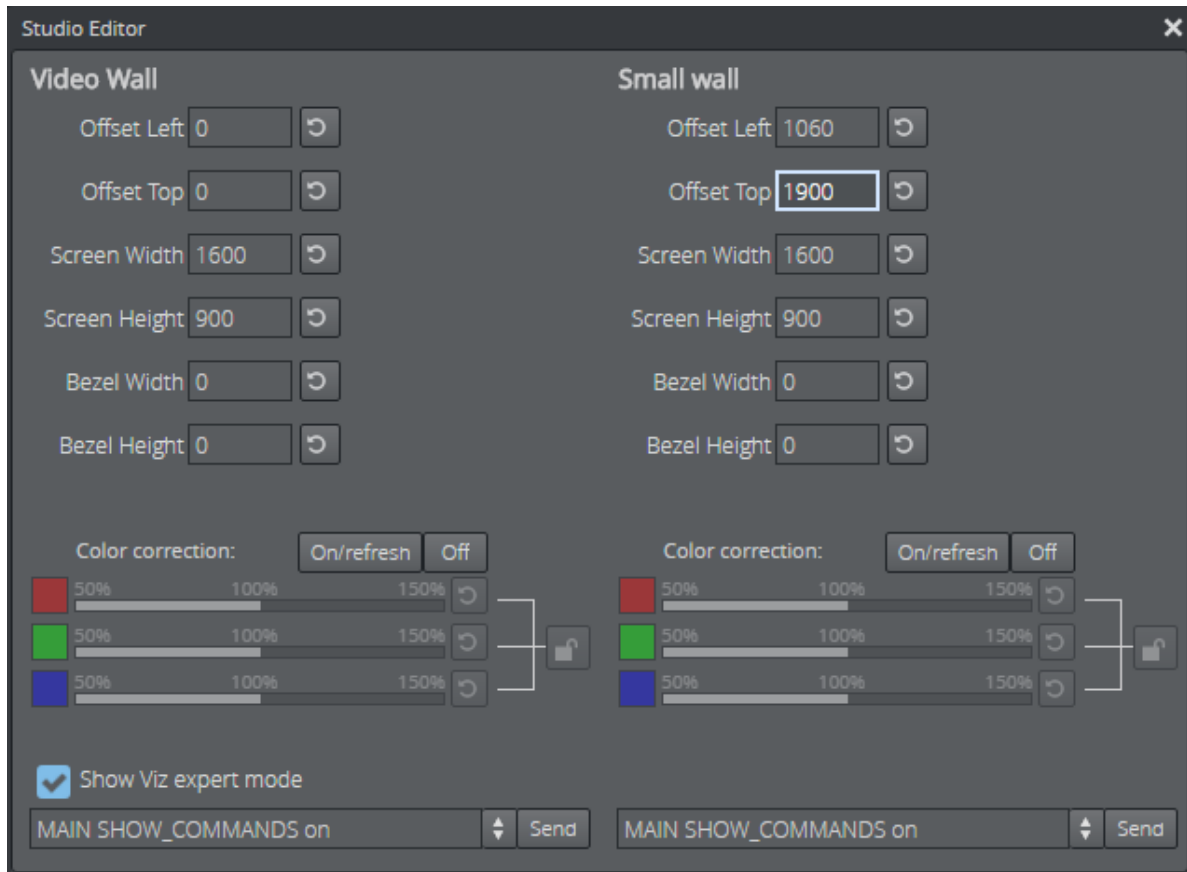 Studio Editor
Video Wall
Offset Left 0
Offset Top 0
Screen Width 1600
Screen Height 900
Bezel Width 0
Bezel Height 0
Color correction: On/refresh Off
50% 100% 150%
50% 100% 150%
50% 100% 150%
Small wall
Offset Left 1060
Offset Top 1900
Screen Width 1600
Screen Height 900
Bezel Width 0
Bezel Height 0
Color correction: On/refresh Off
50% 100% 150%
50% 100% 150%
50% 100% 150%
Show Viz expert mode
MAIN SHOW_COMMANDS on Send
MAIN SHOW_COMMANDS on Send